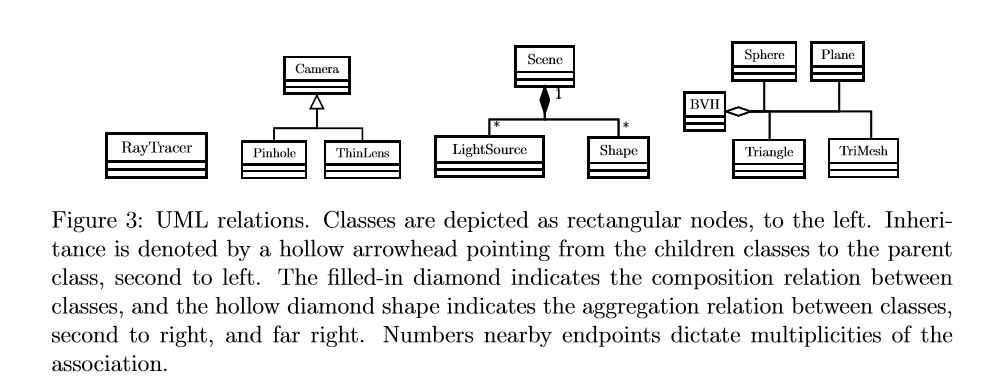 Sphere Plane
Camera Scene
1
BVH
* *
RayTracer Pinhole ThinLens LightSource Shape Triangle TriMesh
Figure 3: UML relations. Classes are depicted as rectangular nodes, to the left. Inheri-
tance is denoted by a hollow arrowhead pointing from the children classes to the parent
class, second to left. The filled-in diamond indicates the composition relation between
classes, and the hollow diamond shape indicates the aggregation relation between classes,
second to right, and far right. Numbers nearby endpoints dictate multiplicities of the
association.